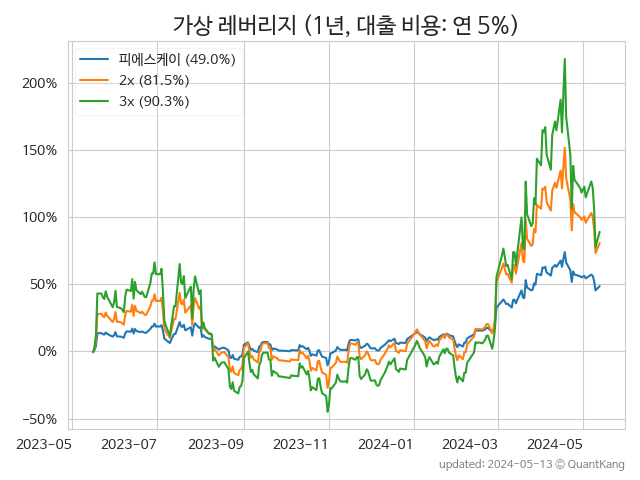 가상 레버리지 (1년, 대출 비용: 연 5%)
피에스케이 (49.0%)
2x (81.5%)
3x (90.3%)
200%
150%
100%
50%
0%
−50%
2023-05 2023-07 2023-09 2023-11 2024-01 2024-03 2024-05
updated: 2024-05-13 © QuantKang